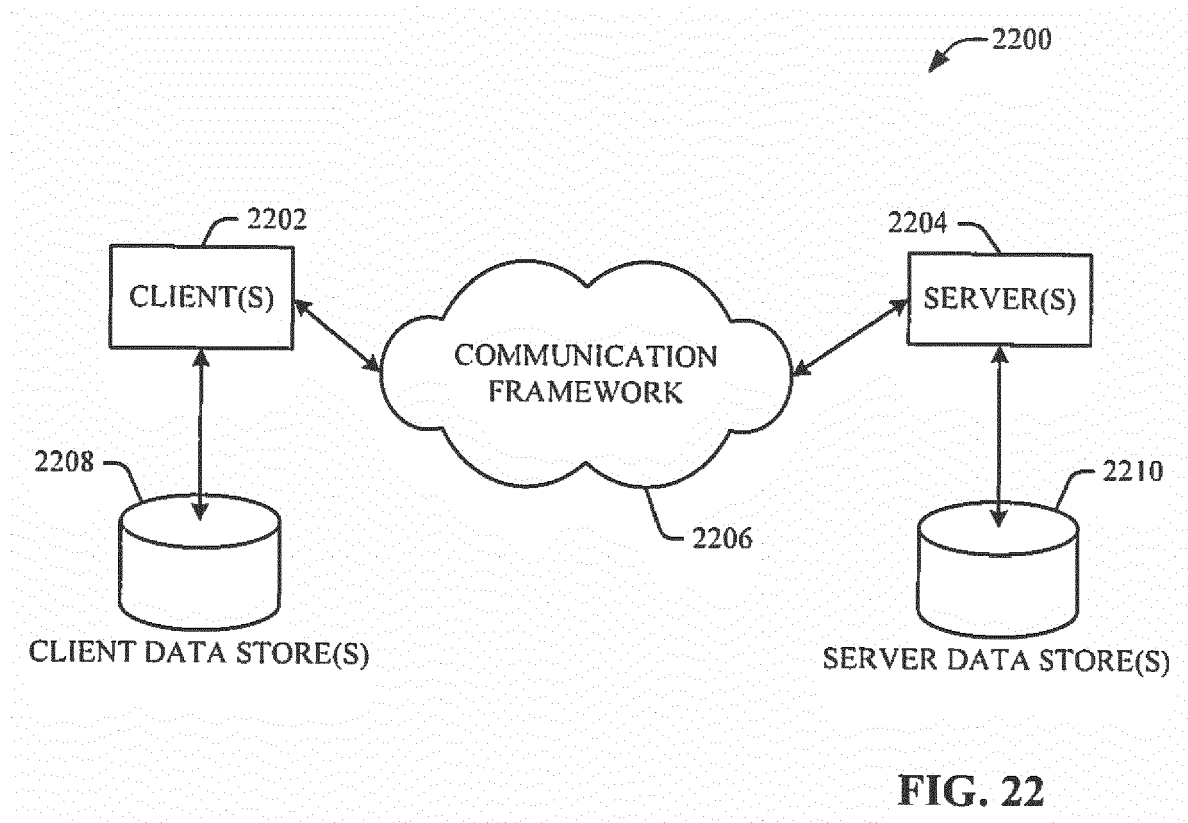 2200
2202
2204
CLIENT(S)
SERVER(S)
COMMUNICATION
FRAMEWORK
2208
2210
2206
CLIENT DATA STORE(S)
SERVER DATA STORE(S)
FIG. 22